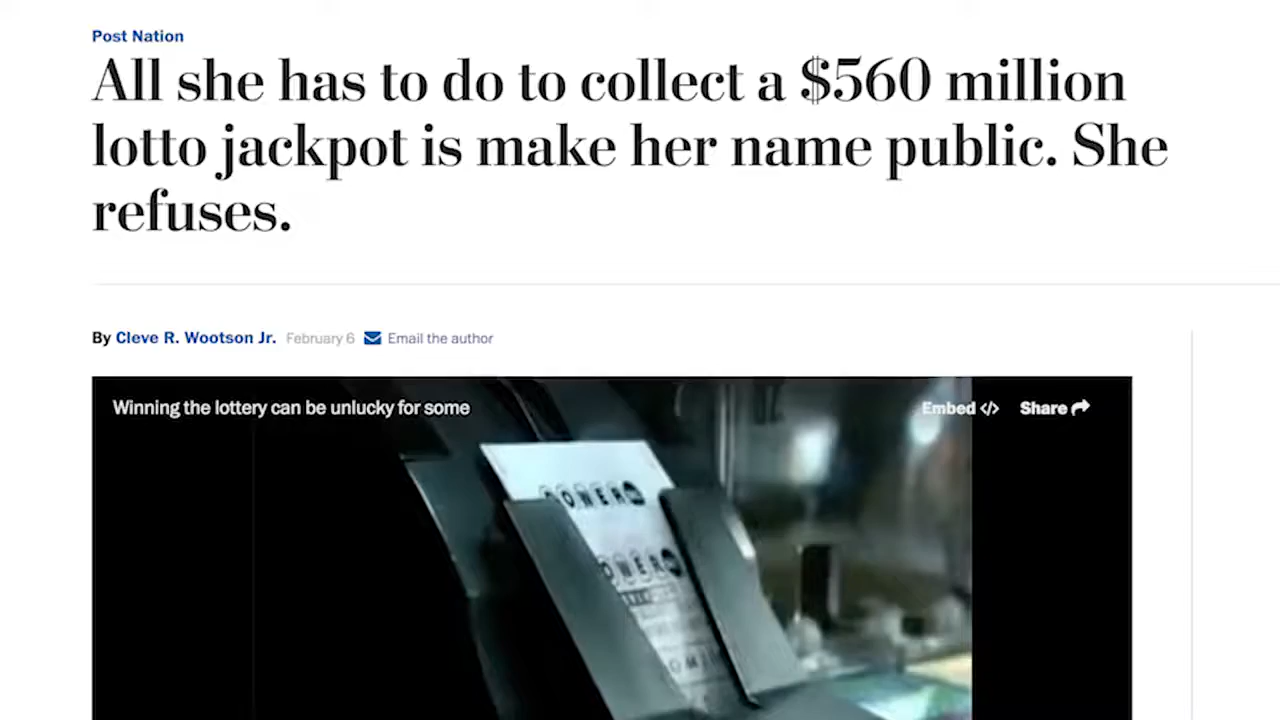 Post Nation
All she has to do to collect a $560 million
lotto jackpot is make her name public. She
refuses.
By Cleve R. Wootson Jr. February 6 Email the author
Winning the lottery can be unlucky for some
Embed </> Share